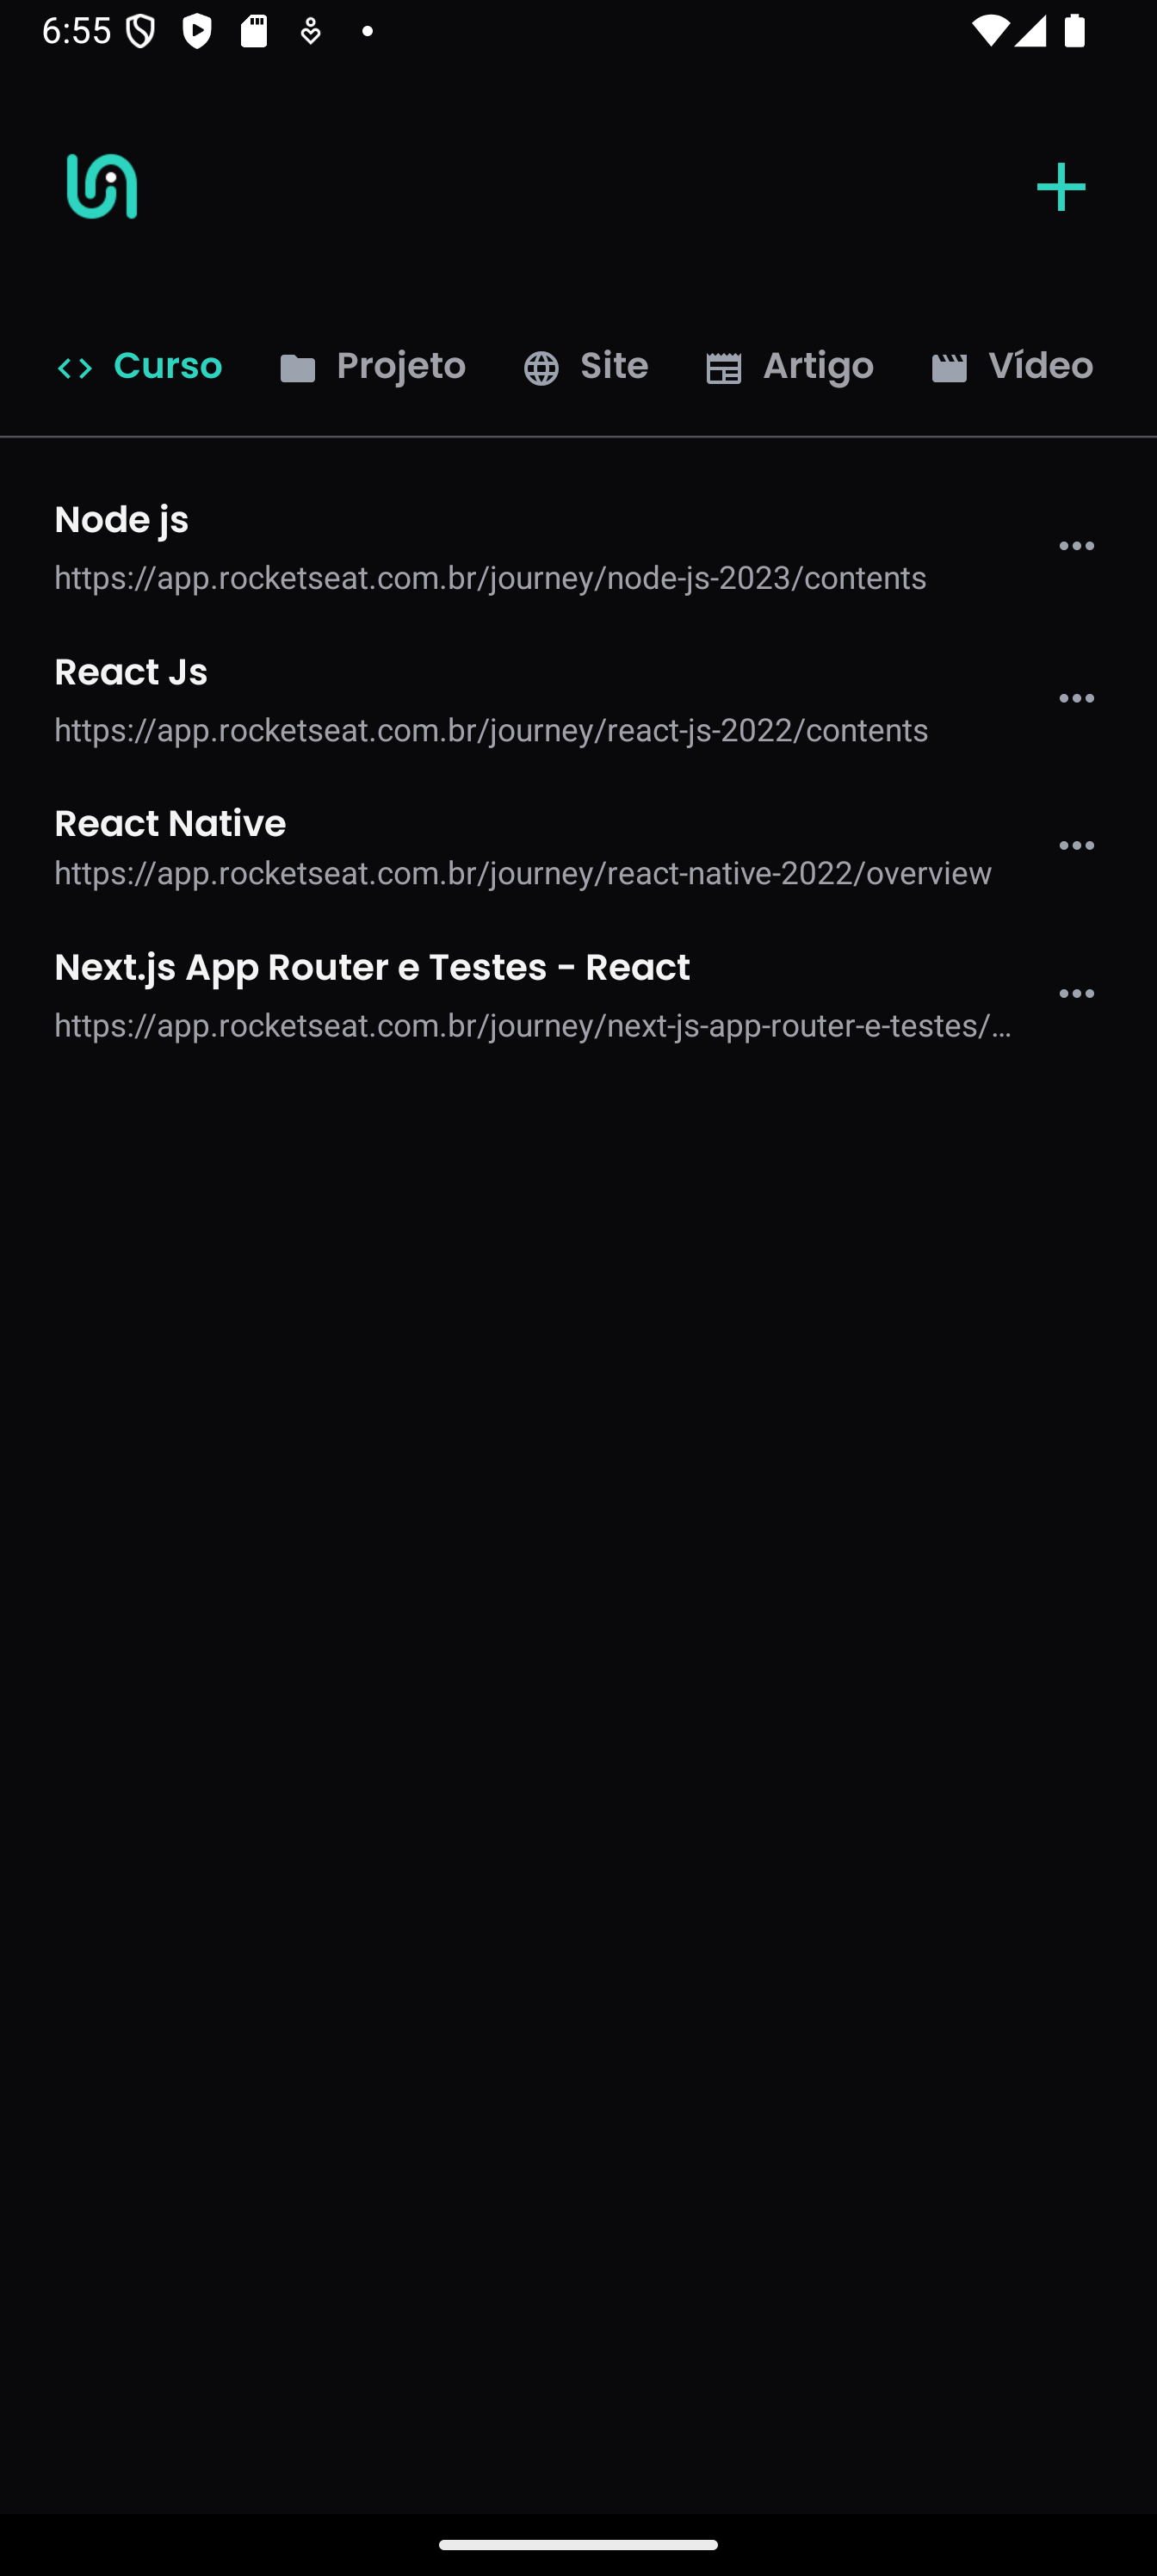 6:55
Curso Projeto Site Artigo Vídeo
Node js
https://app.rocketseat.com.br/journey/node-js-2023/contents
React Js
https://app.rocketseat.com.br/journey/react-js-2022/contents
React Native
https://app.rocketseat.com.br/journey/react-native-2022/overview
Next.js App Router e Testes - React
https://app.rocketseat.com.br/journey/next-js-app-router-e-testes/...